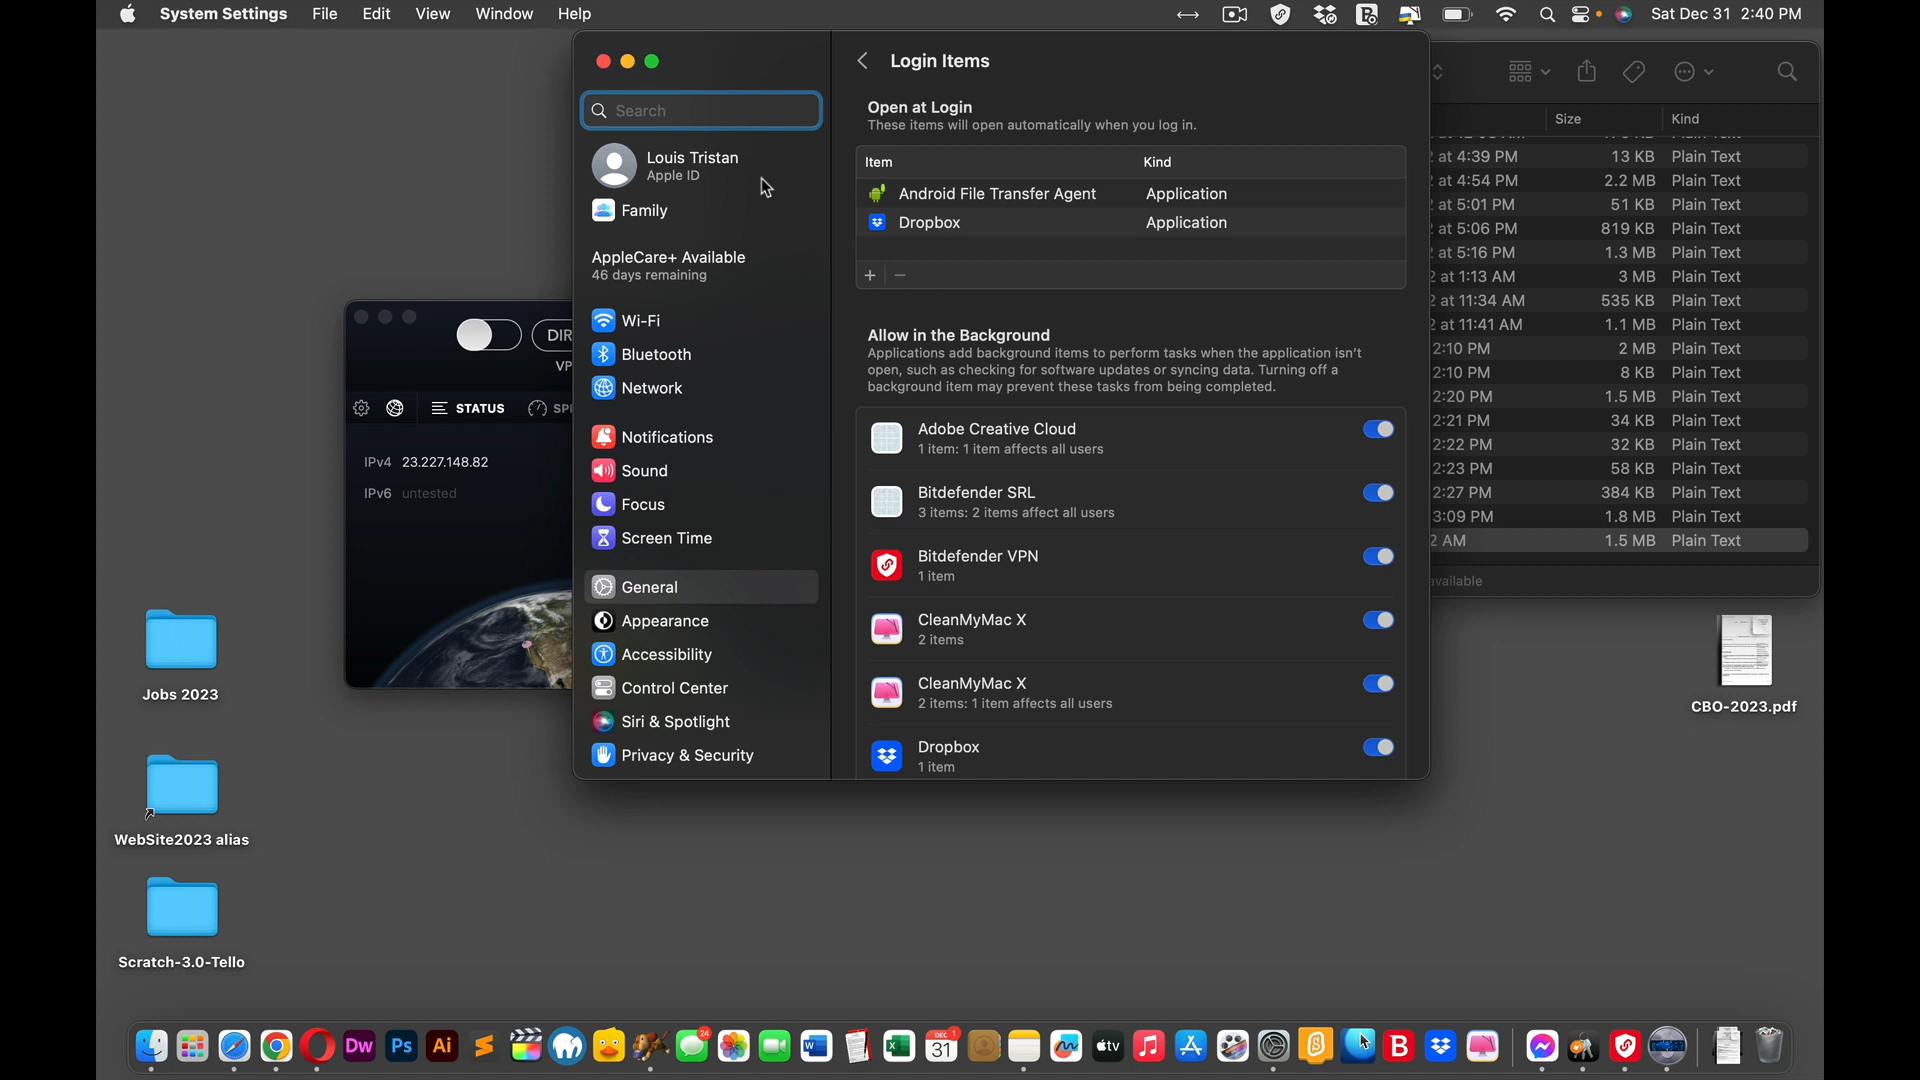 System Settings File Edit View Window Help Sat Dec 31 2:40 PM
Search
Louis Tristan
Apple ID
Family
AppleCare+ Available
46 days remaining
Wi-Fi
Bluetooth
Network
Notifications
Sound
Focus
Screen Time
General
Appearance
Accessibility
Control Center
Siri & Spotlight
Privacy & Security
Login Items
Open at Login
These items will open automatically when you log in.
Item Kind
Android File Transfer Agent Application
Dropbox Application
+ −
Allow in the Background
Applications add background items to perform tasks when the application isn't
open, such as checking for software updates or syncing data. Turning off a
background item may prevent these tasks from being completed.
Adobe Creative Cloud
1 item: 1 item affects all users
Bitdefender SRL
3 items: 2 items affect all users
Bitdefender VPN
1 item
CleanMyMac X
2 items
CleanMyMac X
2 items: 1 item affects all users
Dropbox
1 item
DIR
VP
STATUS SPE
IPv4 23.227.148.82
IPv6 untested
Size Kind
at 4:39 PM 13 KB Plain Text
at 4:54 PM 2.2 MB Plain Text
at 5:01 PM 51 KB Plain Text
at 5:06 PM 819 KB Plain Text
at 5:16 PM 1.3 MB Plain Text
at 1:13 AM 3 MB Plain Text
at 11:34 AM 535 KB Plain Text
at 11:41 AM 1.1 MB Plain Text
2:10 PM 2 MB Plain Text
2:10 PM 8 KB Plain Text
2:20 PM 1.5 MB Plain Text
2:21 PM 34 KB Plain Text
2:22 PM 32 KB Plain Text
2:23 PM 58 KB Plain Text
2:27 PM 384 KB Plain Text
3:09 PM 1.8 MB Plain Text
2 AM 1.5 MB Plain Text
available
Jobs 2023
WebSite2023 alias
Scratch-3.0-Tello
CBO-2023.pdf
Dw Ps Ai 24 W X DEC 31 1 tv B